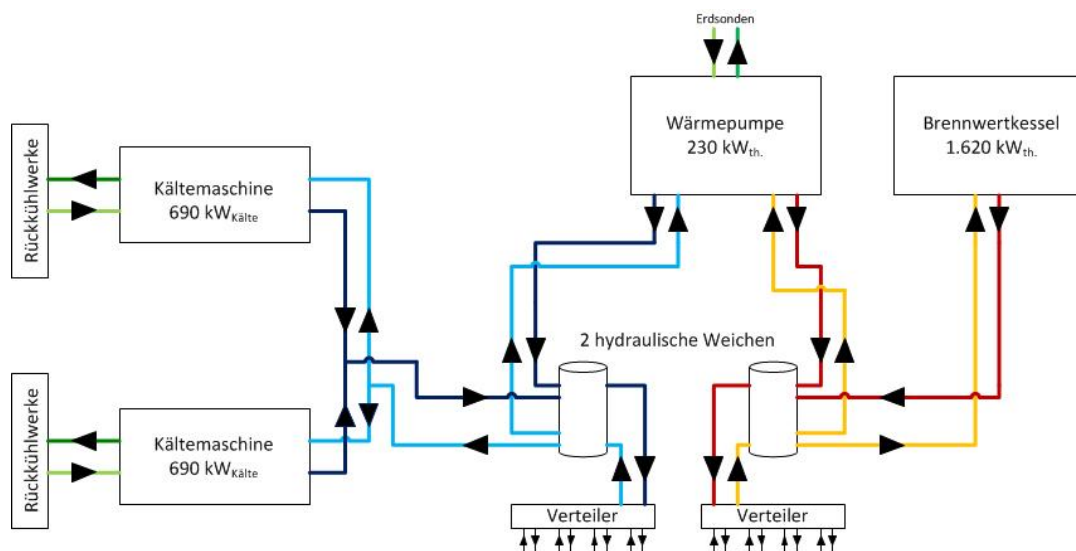 Erdsonden
Wärmepumpe
230 kWth.
Brennwertkessel
1.620 kWth.
Rückkühlwerke
Kältemaschine
690 kWKälte
2 hydraulische Weichen
Rückkühlwerke
Kältemaschine
690 kWKälte
Verteiler
Verteiler